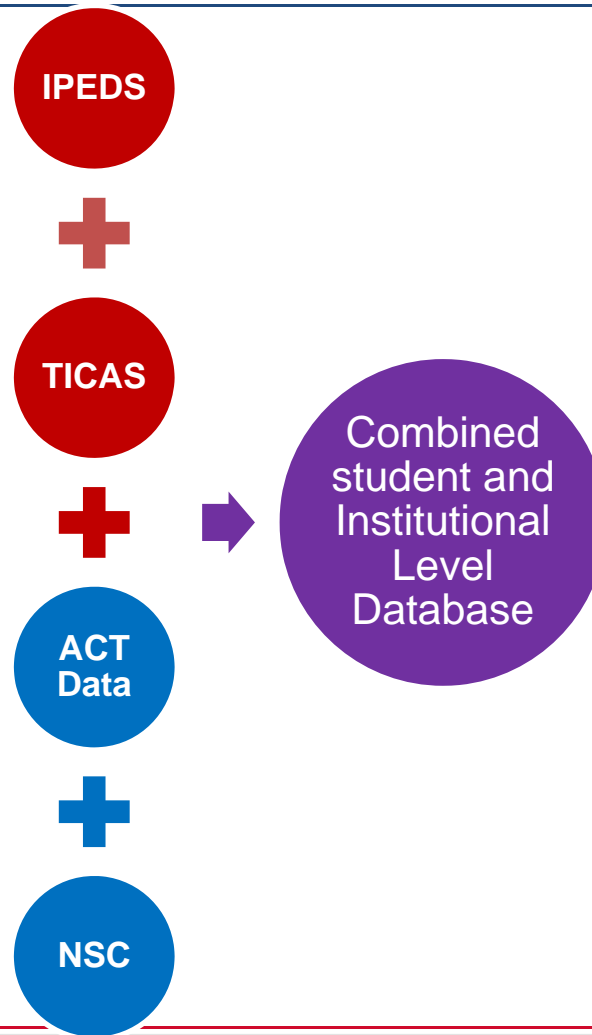 IPEDS
TICAS
ACT
Data
NSC
Combined
student and
Institutional
Level
Database